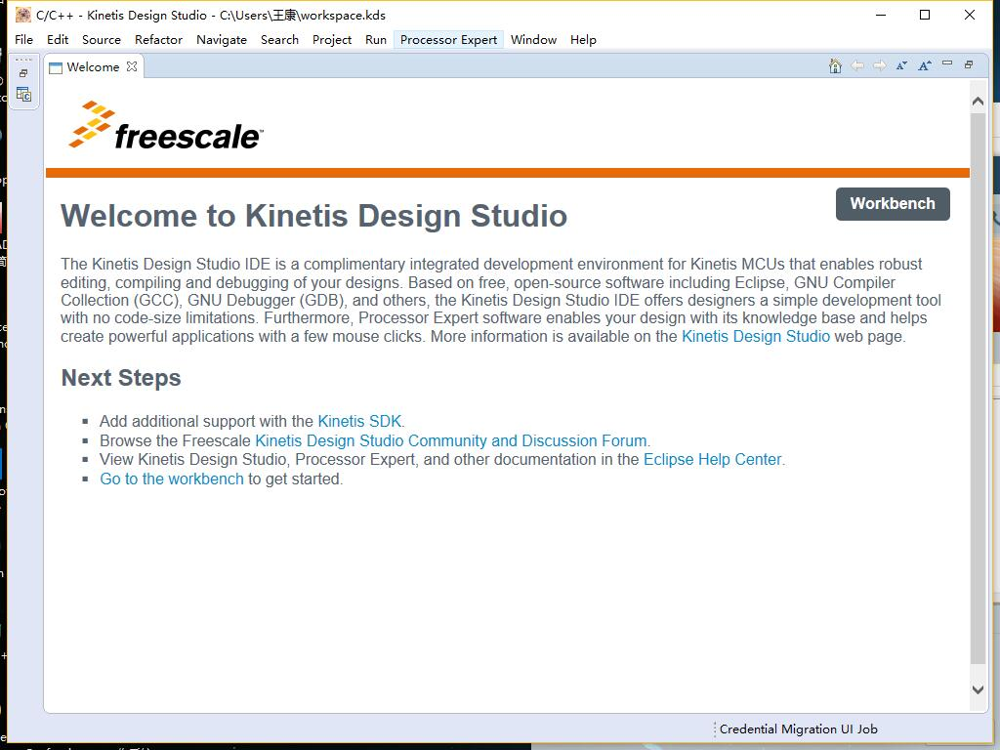 C/C++ - Kinetis Design Studio - C:\Users\王康\workspace.kds
File Edit Source Refactor Navigate Search Project Run Processor Expert Window Help
Welcome
freescale™
Welcome to Kinetis Design Studio
Workbench
The Kinetis Design Studio IDE is a complimentary integrated development environment for Kinetis MCUs that enables robust
editing, compiling and debugging of your designs. Based on free, open-source software including Eclipse, GNU Compiler
Collection (GCC), GNU Debugger (GDB), and others, the Kinetis Design Studio IDE offers designers a simple development tool
with no code-size limitations. Furthermore, Processor Expert software enables your design with its knowledge base and helps
create powerful applications with a few mouse clicks. More information is available on the Kinetis Design Studio web page.
Next Steps
Add additional support with the Kinetis SDK.
Browse the Freescale Kinetis Design Studio Community and Discussion Forum.
View Kinetis Design Studio, Processor Expert, and other documentation in the Eclipse Help Center.
Go to the workbench to get started.
Credential Migration UI Job